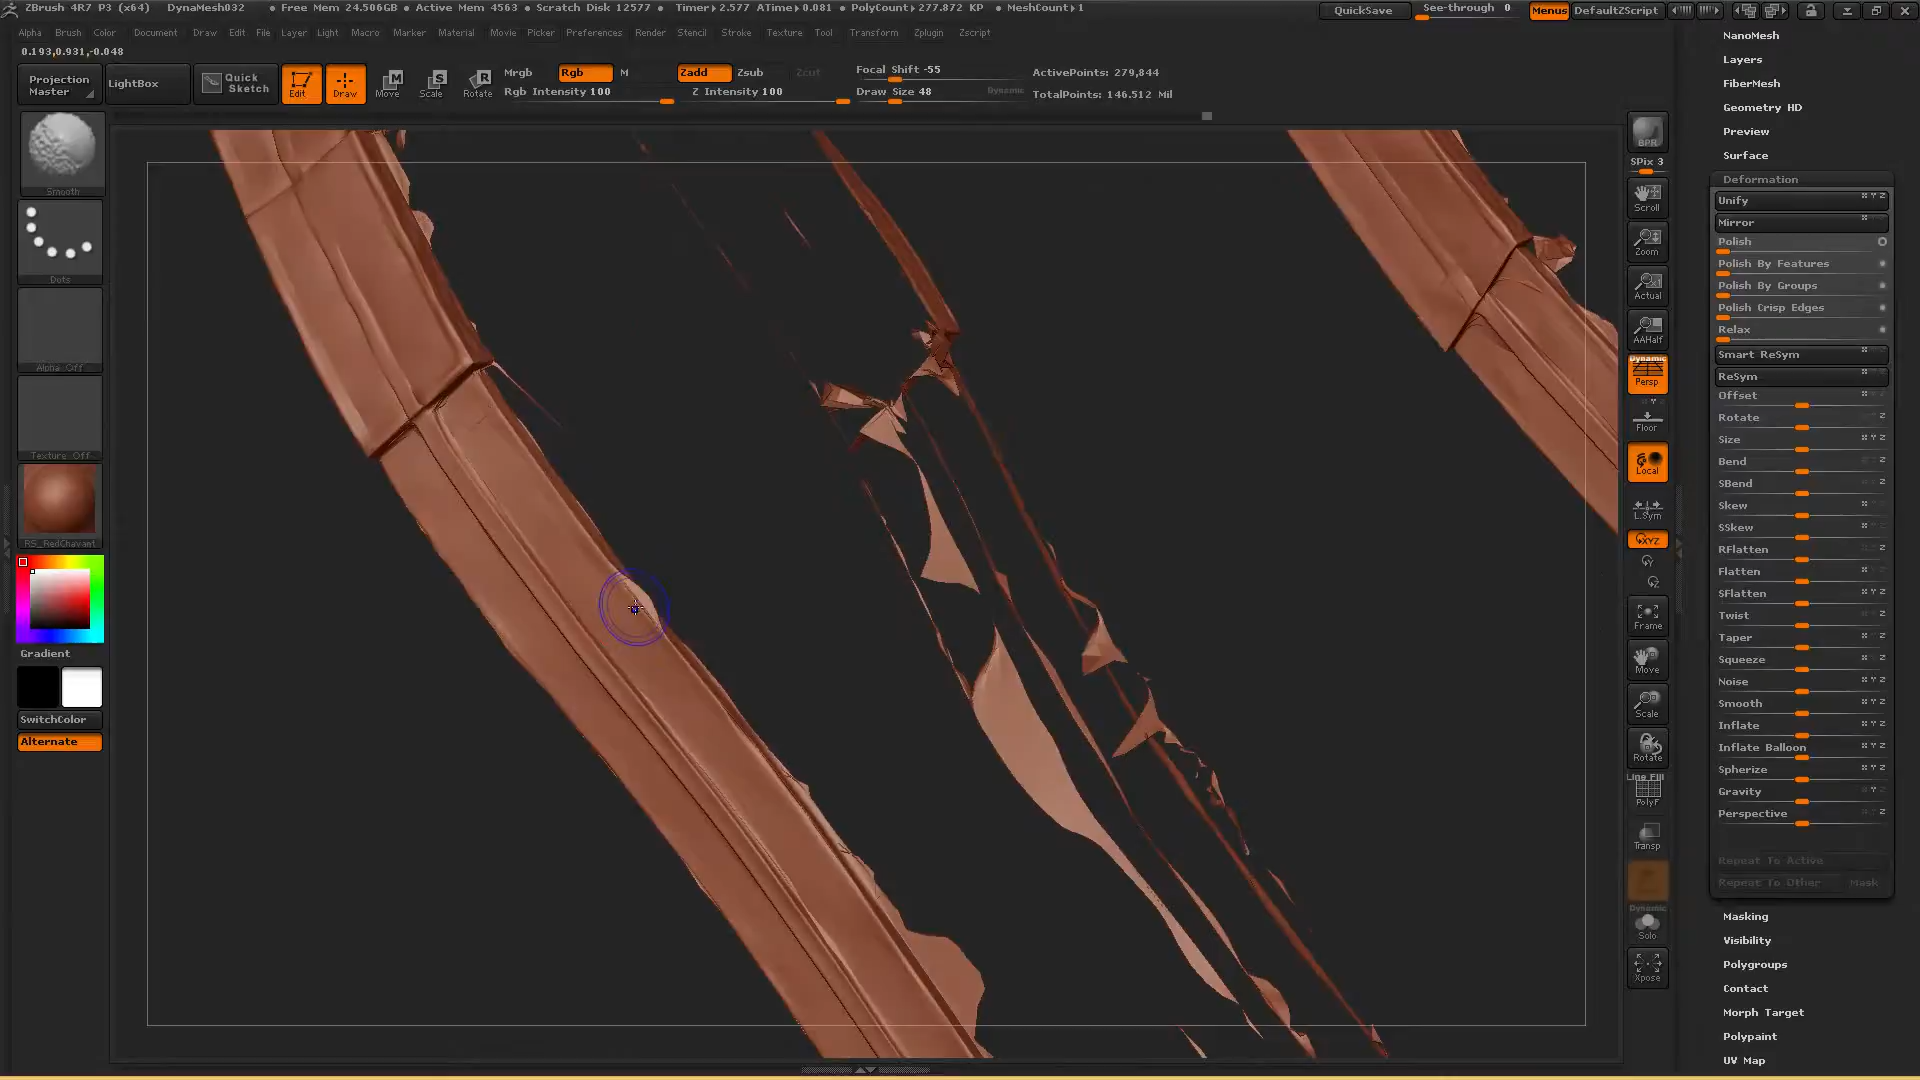 ZBrush 4R7 P3 (x64) DynaMesh032 • Free Mem 24.506GB • Active Mem 4563 • Scratch Disk 12577 • Timer▸2.577 ATime▸0.081 • PolyCount▸277.872 KP • MeshCount▸1 QuickSave See-through 0 Menus DefaultZScript
Alpha Brush Color Document Draw Edit File Layer Light Macro Marker Material Movie Picker Preferences Render Stencil Stroke Texture Tool Transform Zplugin Zscript
0.193,0.931,-0.048
Projection Master
LightBox
Quick Sketch
Edit
Draw
Move
Scale
Rotate
Mrgb Rgb M Zadd Zsub Zcut
Rgb Intensity 100 Z Intensity 100
Focal Shift -55
Draw Size 48 Dynamic
ActivePoints: 279,844
TotalPoints: 146.512 Mil
Smooth
Dots
Alpha Off
Texture Off
RS_RedChavant
Gradient
SwitchColor
Alternate
BPR
SPix 3
Scroll
Zoom
Actual
AAHalf
Dynamic
Persp
Floor
Local
L.Sym
XYZ
Y
Z
Frame
Move
Scale
Rotate
Line Fill
PolyF
Transp
Dynamic
Solo
Xpose
NanoMesh
Layers
FiberMesh
Geometry HD
Preview
Surface
Deformation
Unify X Y Z
Mirror X
Polish
Polish By Features
Polish By Groups
Polish Crisp Edges
Relax
Smart ReSym X
ReSym X
Offset X
Rotate Z
Size X Y Z
Bend Z
SBend Z
Skew Z
SSkew Z
RFlatten Z
Flatten Z
SFlatten Z
Twist Z
Taper Z
Squeeze Z
Noise X Y Z
Smooth X Y Z
Inflate X Y Z
Inflate Balloon X Y Z
Spherize X Y Z
Gravity Y
Perspective Z
Repeat To Active
Repeat To Other Mask
Masking
Visibility
Polygroups
Contact
Morph Target
Polypaint
UV Map